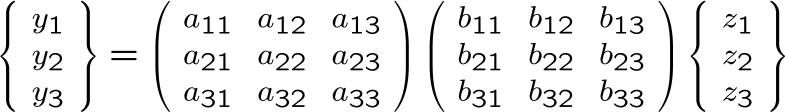 y1 a11 a12 a13 b11 b12 b13 z1
y2 = a21 a22 a23 b21 b22 b23 z2
y3 a31 a32 a33 b31 b32 b33 z3